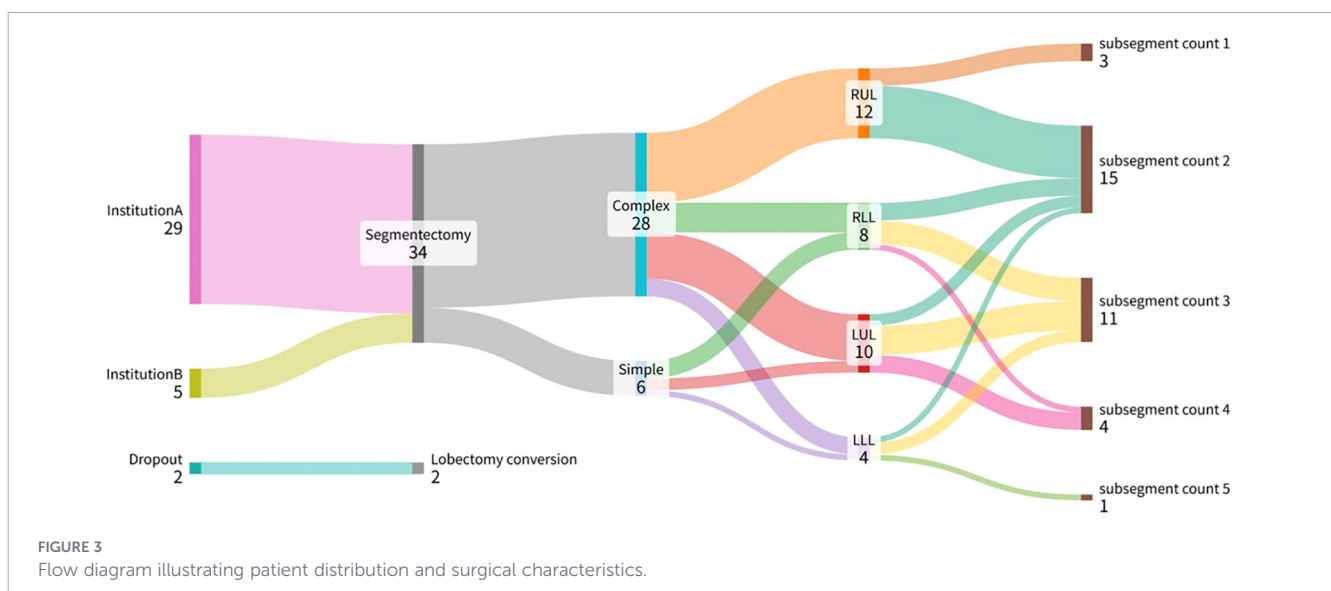 InstitutionA
29
InstitutionB
5
Dropout
2
Segmentectomy
34
Lobectomy conversion
2
Complex
28
Simple
6
RUL
12
RLL
8
LUL
10
LLL
4
subsegment count 1
3
subsegment count 2
15
subsegment count 3
11
subsegment count 4
4
subsegment count 5
1
FIGURE 3
Flow diagram illustrating patient distribution and surgical characteristics.